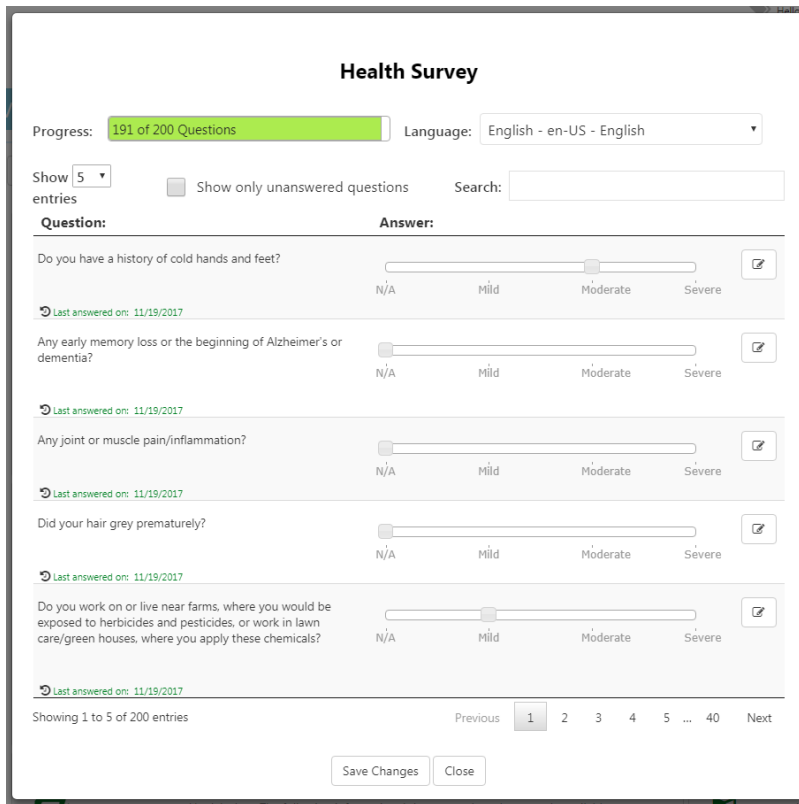 Hello
Health Survey
Progress: 191 of 200 Questions Language: English - en-US - English
Show 5 entries Show only unanswered questions Search:
Question: Answer:
Do you have a history of cold hands and feet?
N/A Mild Moderate Severe
Last answered on: 11/19/2017
Any early memory loss or the beginning of Alzheimer's or
dementia?
N/A Mild Moderate Severe
Last answered on: 11/19/2017
Any joint or muscle pain/inflammation?
N/A Mild Moderate Severe
Last answered on: 11/19/2017
Did your hair grey prematurely?
N/A Mild Moderate Severe
Last answered on: 11/19/2017
Do you work on or live near farms, where you would be
exposed to herbicides and pesticides, or work in lawn
care/green houses, where you apply these chemicals?
N/A Mild Moderate Severe
Last answered on: 11/19/2017
Showing 1 to 5 of 200 entries Previous 1 2 3 4 5 ... 40 Next
Save Changes Close